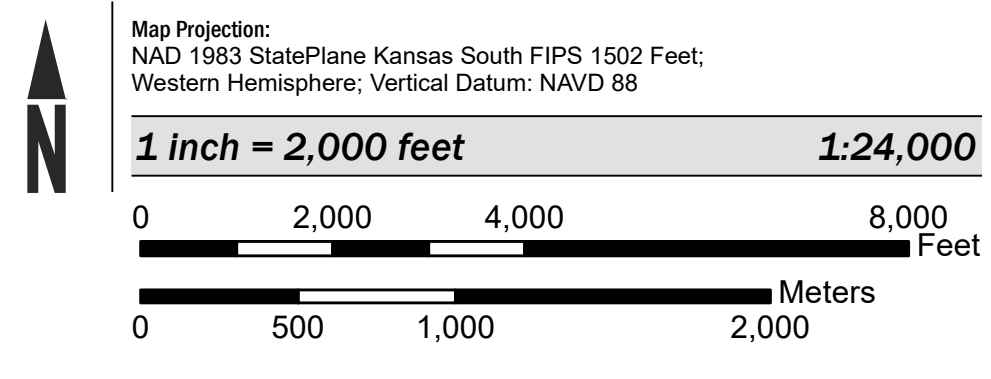 N
Map Projection:
NAD 1983 StatePlane Kansas South FIPS 1502 Feet;
Western Hemisphere; Vertical Datum: NAVD 88
1 inch = 2,000 feet 1:24,000
0 2,000 4,000 8,000
Feet
Meters
0 500 1,000 2,000